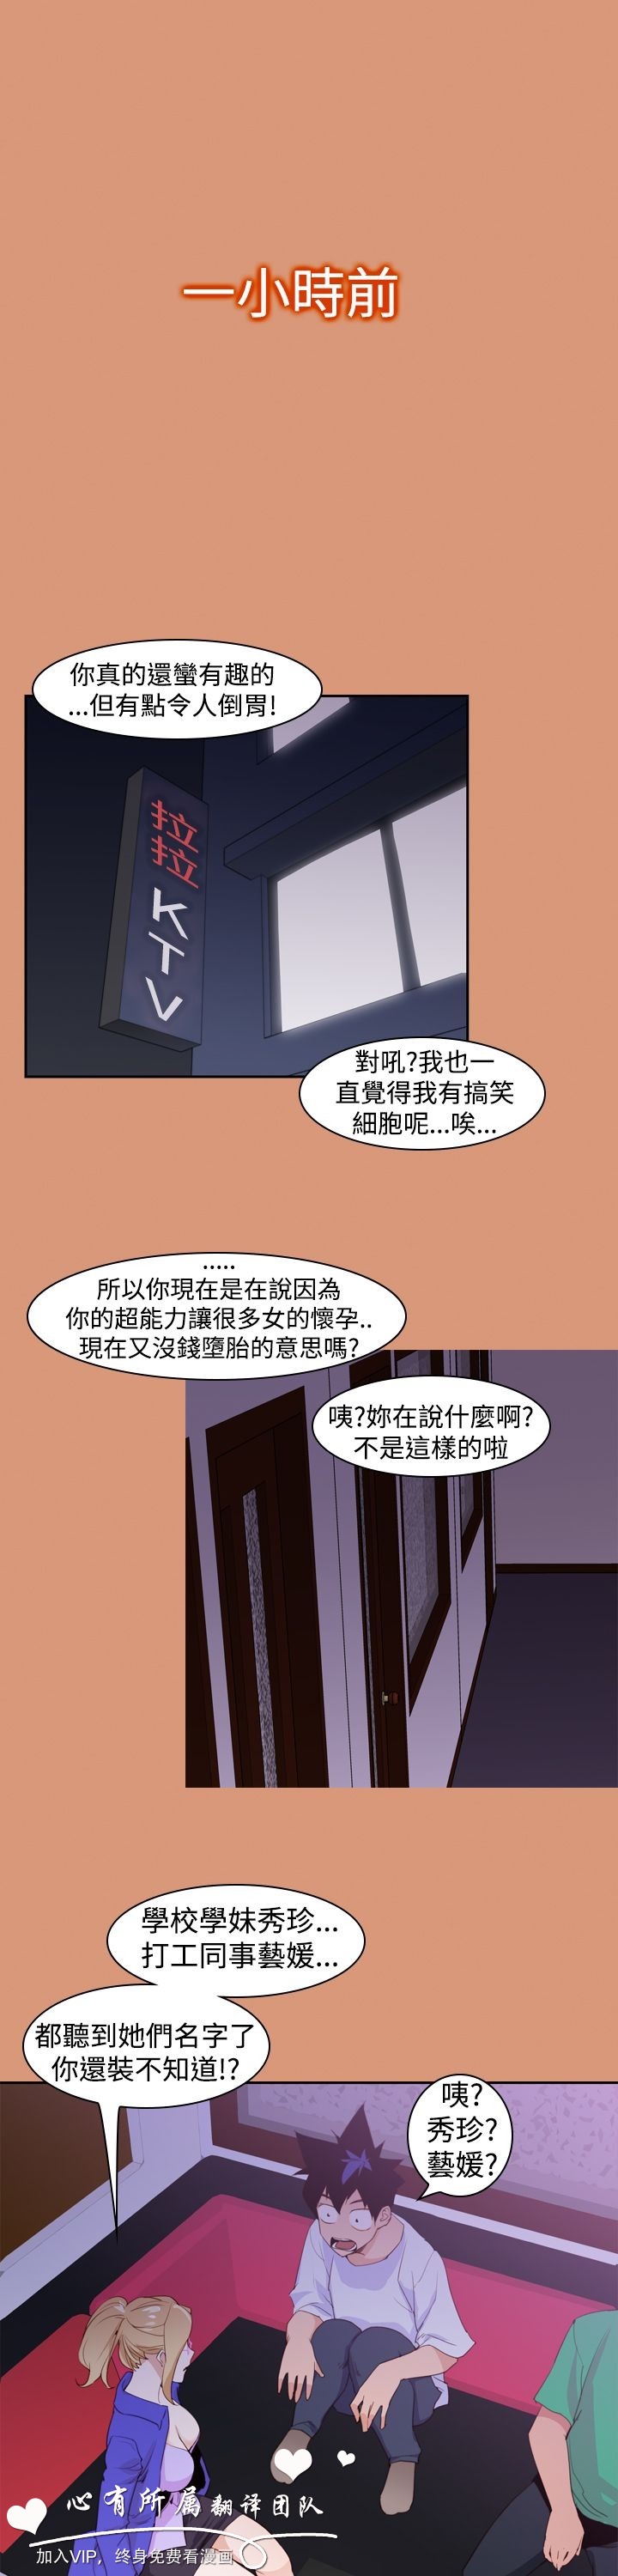 一小時前
你真的還蠻有趣的
...但有點令人倒胃!
拉拉KTV
對吼?我也一
直覺得我有搞笑
細胞呢...唉...
.....
所以你現在是在說因為
你的超能力讓很多女的懷孕..
現在又沒錢墮胎的意思嗎?
咦?妳在說什麼啊?
不是這樣的啦
學校學妹秀珍...
打工同事藝媛...
都聽到她們名字了
你還裝不知道!?
咦?
秀珍?
藝媛?
心有所属翻译团队
加入VIP，终身免费看漫画